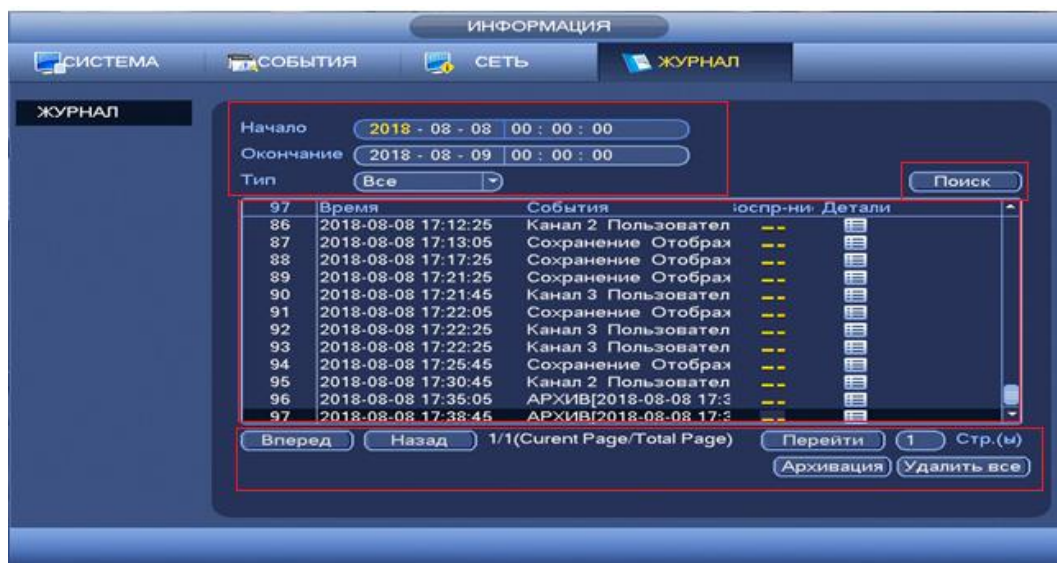 ИНФОРМАЦИЯ
СИСТЕМА СОБЫТИЯ СЕТЬ ЖУРНАЛ
ЖУРНАЛ
Начало 2018 - 08 - 08 00 : 00 : 00
Окончание 2018 - 08 - 09 00 : 00 : 00
Тип Все
Поиск
97 Время События Воспр-ни Детали
86 2018-08-08 17:12:25 Канал 2 Пользовател --
87 2018-08-08 17:13:05 Сохранение Отображ --
88 2018-08-08 17:17:25 Сохранение Отображ --
89 2018-08-08 17:21:25 Сохранение Отображ --
90 2018-08-08 17:21:45 Канал 3 Пользовател --
91 2018-08-08 17:22:05 Сохранение Отображ --
92 2018-08-08 17:22:25 Канал 3 Пользовател --
93 2018-08-08 17:22:25 Канал 3 Пользовател --
94 2018-08-08 17:25:45 Сохранение Отображ --
95 2018-08-08 17:30:45 Канал 2 Пользовател --
96 2018-08-08 17:35:05 АРХИВ[2018-08-08 17:3 --
97 2018-08-08 17:38:45 АРХИВ[2018-08-08 17:3 --
Вперед Назад 1/1(Curent Page/Total Page) Перейти 1 Стр.(ы)
Архивация Удалить все